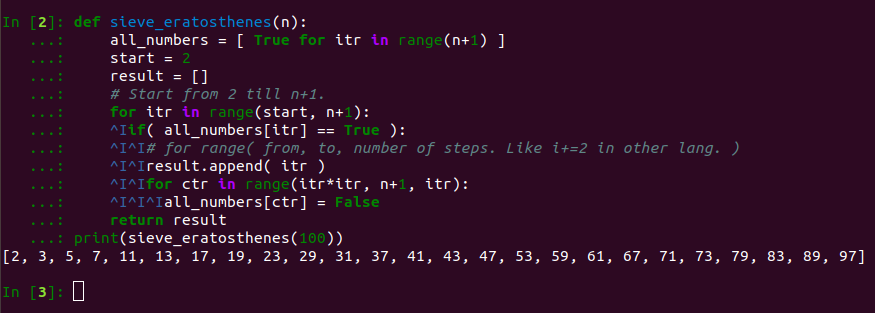 In [2]: def sieve_eratosthenes(n):
   ...:     all_numbers = [ True for itr in range(n+1) ]
   ...:     start = 2
   ...:     result = []
   ...:     # Start from 2 till n+1.
   ...:     for itr in range(start, n+1):
   ...:     ^Iif( all_numbers[itr] == True ):
   ...:     ^I^I# for range( from, to, number of steps. Like i+=2 in other lang. )
   ...:     ^I^Iresult.append( itr )
   ...:     ^I^Ifor ctr in range(itr*itr, n+1, itr):
   ...:     ^I^I^Iall_numbers[ctr] = False
   ...:     return result
   ...: print(sieve_eratosthenes(100))
[2, 3, 5, 7, 11, 13, 17, 19, 23, 29, 31, 37, 41, 43, 47, 53, 59, 61, 67, 71, 73, 79, 83, 89, 97]
In [3]: